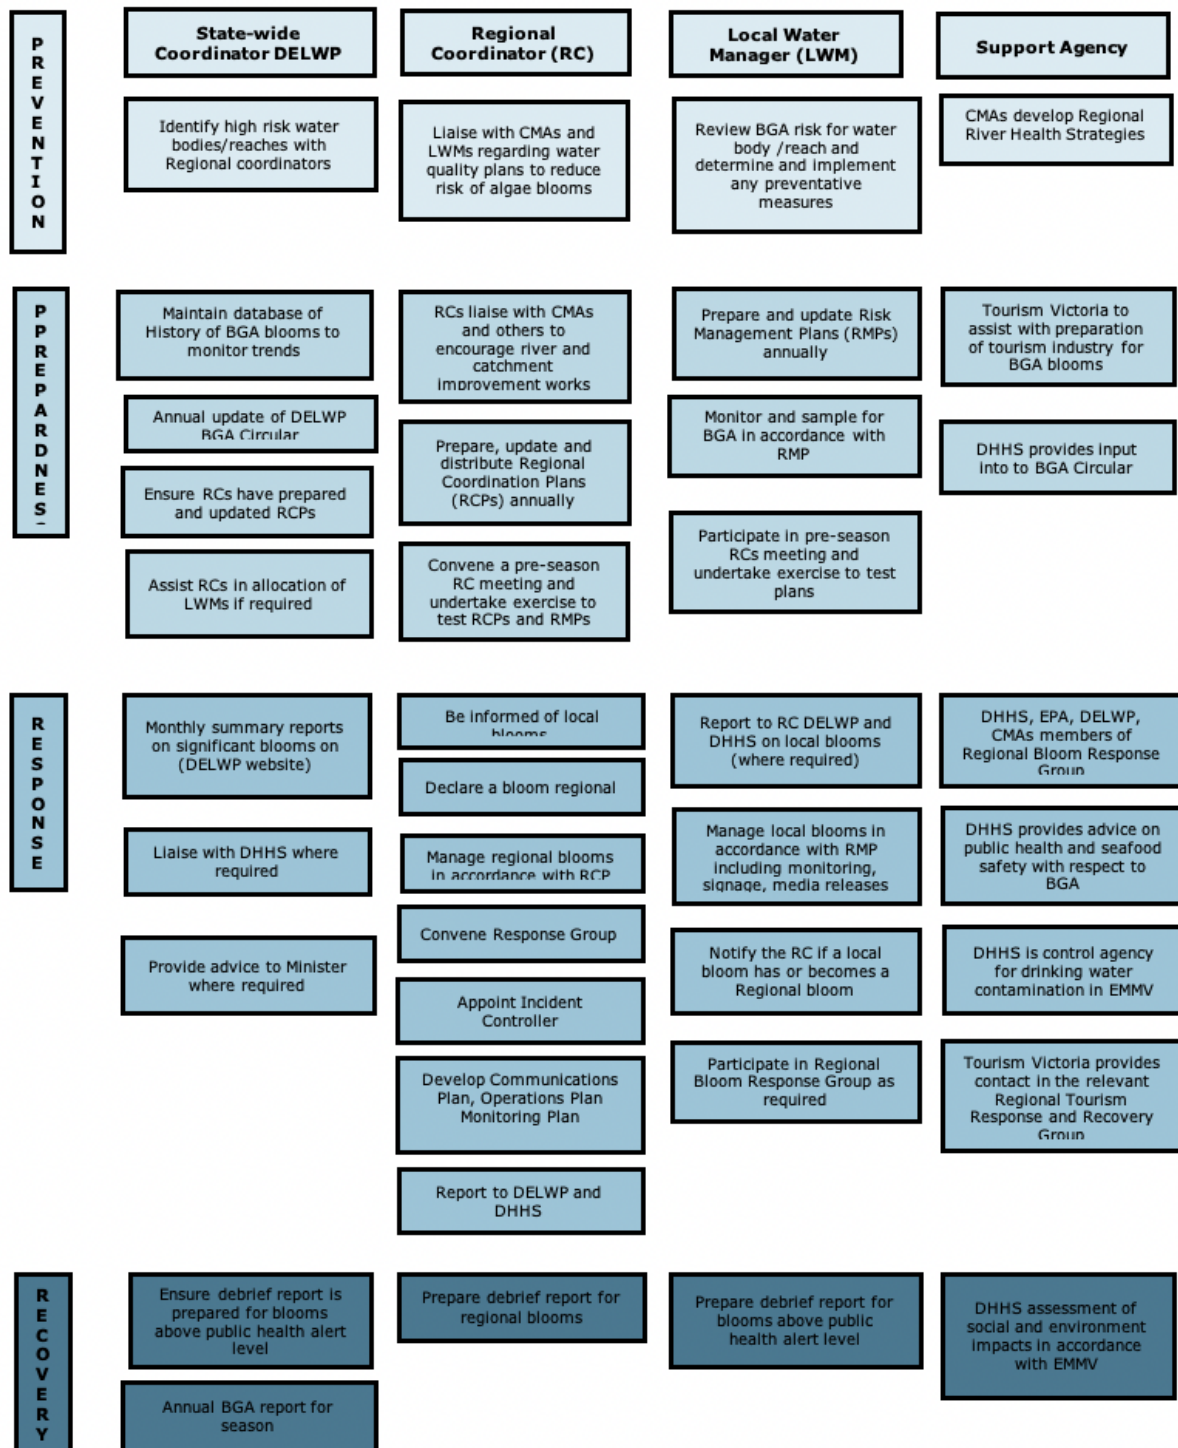 PREVENTION
State-wide
Coordinator DELWP
Regional
Coordinator (RC)
Local Water
Manager (LWM)
Support Agency
Identify high risk water
bodies/reaches with
Regional coordinators
Liaise with CMAs and
LWMs regarding water
quality plans to reduce
risk of algae blooms
Review BGA risk for water
body /reach and
determine and implement
any preventative
measures
CMAs develop Regional
River Health Strategies
PPREPARDNES
Maintain database of
History of BGA blooms to
monitor trends
Annual update of DELWP
BGA Circular
Ensure RCs have prepared
and updated RCPs
Assist RCs in allocation of
LWMs if required
RCs liaise with CMAs
and others to
encourage river and
catchment
improvement works
Prepare, update and
distribute Regional
Coordination Plans
(RCPs) annually
Convene a pre-season
RC meeting and
undertake exercise to
test RCPs and RMPs
Prepare and update Risk
Management Plans (RMPs)
annually
Monitor and sample for
BGA in accordance with
RMP
Participate in pre-season
RCs meeting and
undertake exercise to test
plans
Tourism Victoria to
assist with preparation
of tourism industry for
BGA blooms
DHHS provides input
into to BGA Circular
RESPONSE
Monthly summary reports
on significant blooms on
(DELWP website)
Liaise with DHHS where
required
Provide advice to Minister
where required
Be informed of local
blooms
Declare a bloom regional
Manage regional blooms
in accordance with RCP
Convene Response Group
Appoint Incident
Controller
Develop Communications
Plan, Operations Plan
Monitoring Plan
Report to DELWP and
DHHS
Report to RC DELWP and
DHHS on local blooms
(where required)
Manage local blooms in
accordance with RMP
including monitoring,
signage, media releases
Notify the RC if a local
bloom has or becomes a
Regional bloom
Participate in Regional
Bloom Response Group as
required
DHHS, EPA, DELWP,
CMAs members of
Regional Bloom Response
Group
DHHS provides advice on
public health and seafood
safety with respect to
BGA
DHHS is control agency
for drinking water
contamination in EMMV
Tourism Victoria provides
contact in the relevant
Regional Tourism
Response and Recovery
Group
RECOVERY
Ensure debrief report is
prepared for blooms
above public health alert
level
Annual BGA report for
season
Prepare debrief report for
regional blooms
Prepare debrief report for
blooms above public
health alert level
DHHS assessment of
social and environment
impacts in accordance
with EMMV